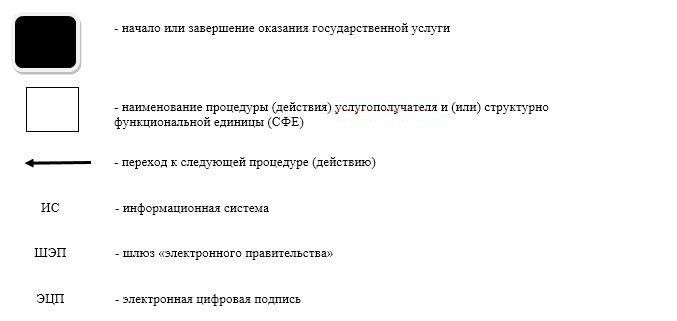 - начало или завершение оказания государственной услуги
- наименование процедуры (действия) услугополучателя и (или) структурно
функциональной единицы (СФЕ)
- переход к следующей процедуре (действию)
ИС - информационная система
ШЭП - шлюз «электронного правительства»
ЭЦП - электронная цифровая подпись